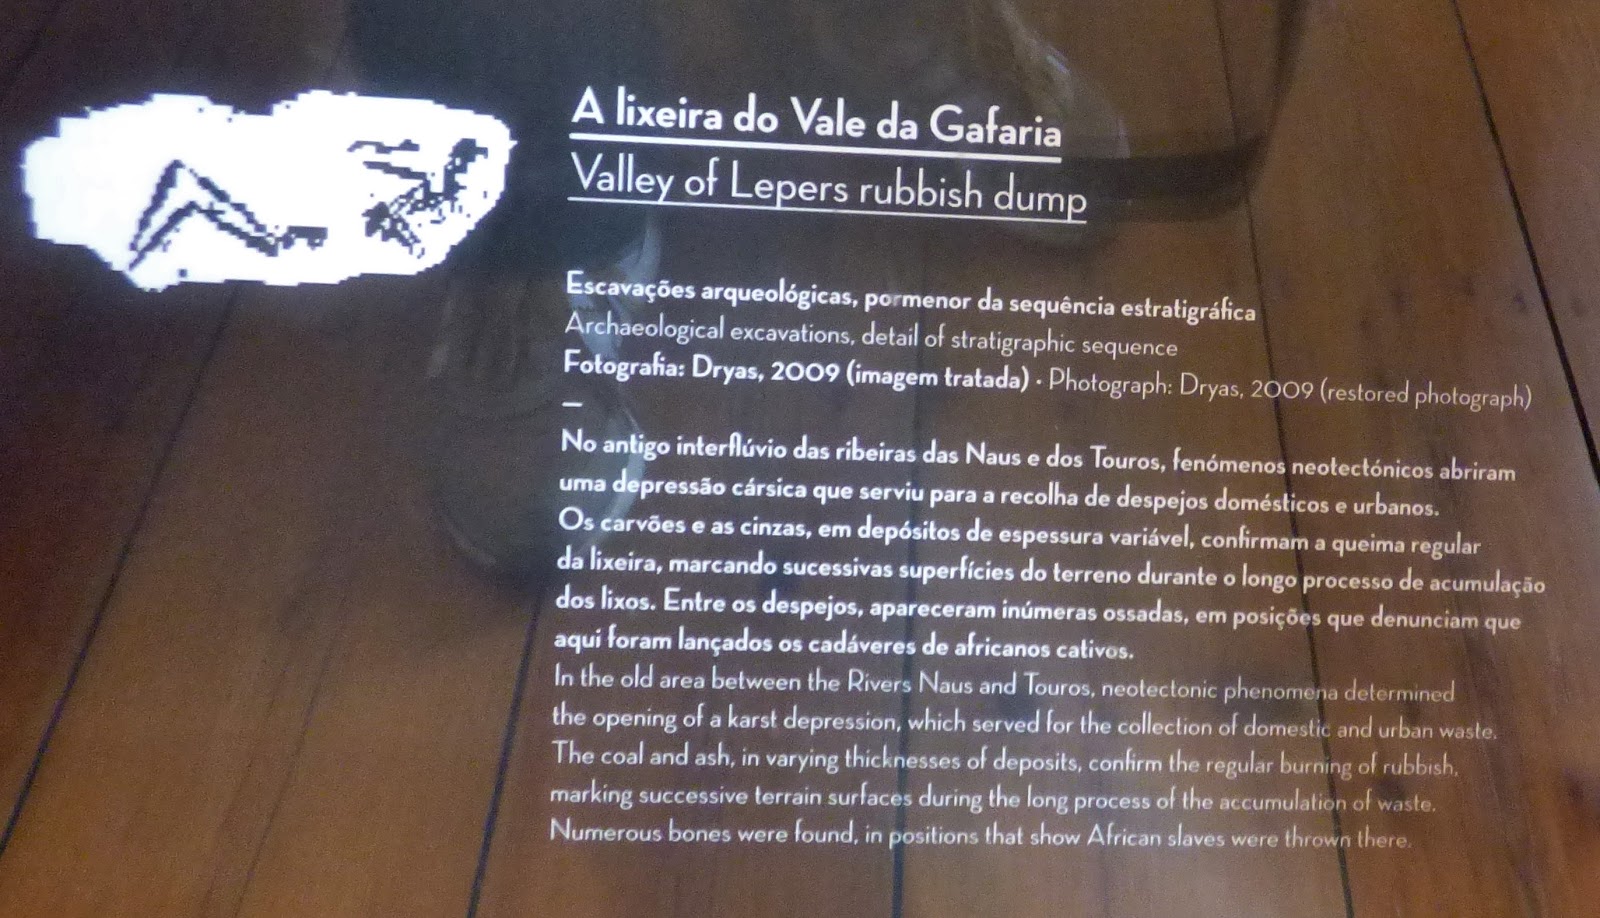 A lixeira do Vale da Gafaria
Valley of Lepers rubbish dump
Escavações arqueológicas, pormenor da sequência estratigráfica
Archaeological excavations, detail of stratigraphic sequence
Fotografia: Dryas, 2009 (imagem tratada) • Photograph: Dryas, 2009 (restored photograph)
—
No antigo interflúvio das ribeiras das Naus e dos Touros, fenómenos neotectónicos abriram
uma depressão cársica que serviu para a recolha de despejos domésticos e urbanos.
Os carvões e as cinzas, em depósitos de espessura variável, confirmam a queima regular
da lixeira, marcando sucessivas superfícies do terreno durante o longo processo de acumulação
dos lixos. Entre os despejos, apareceram inúmeras ossadas, em posições que denunciam que
aqui foram lançados os cadáveres de africanos cativos.
In the old area between the Rivers Naus and Touros, neotectonic phenomena determined
the opening of a karst depression, which served for the collection of domestic and urban waste.
The coal and ash, in varying thicknesses of deposits, confirm the regular burning of rubbish,
marking successive terrain surfaces during the long process of the accumulation of waste.
Numerous bones were found, in positions that show African slaves were thrown there.